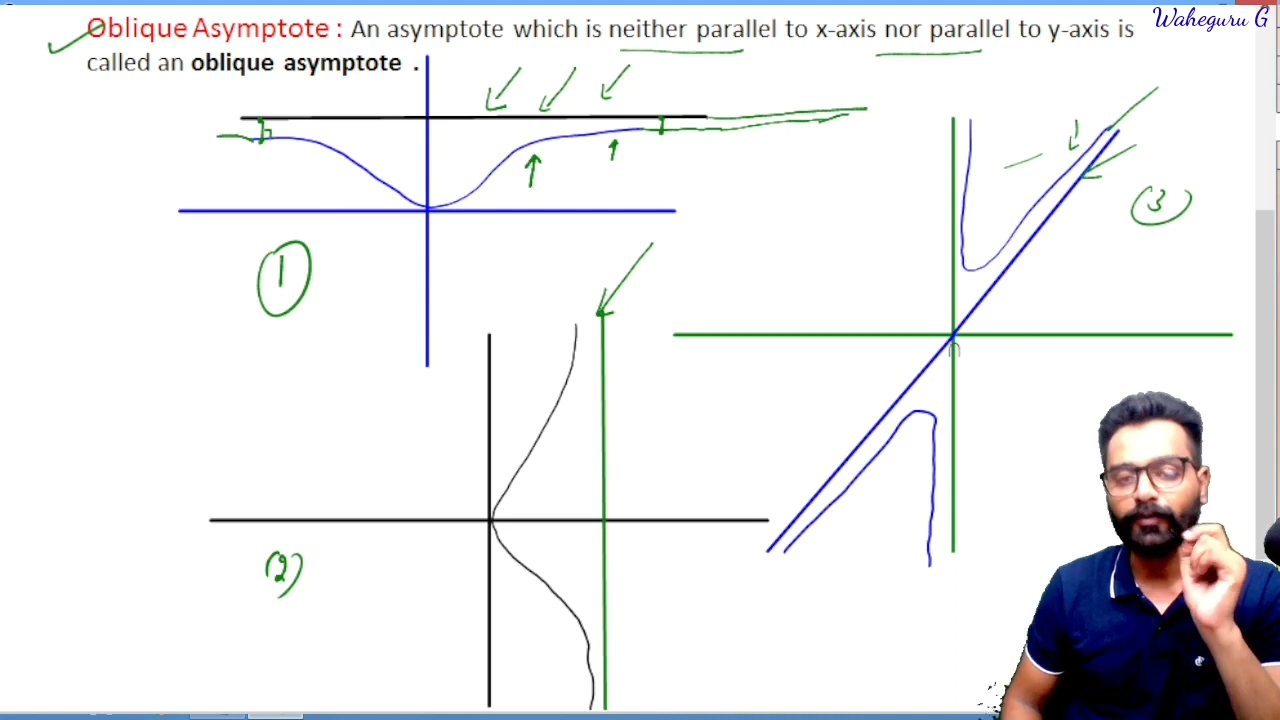 Waheguru G
Oblique Asymptote : An asymptote which is neither parallel to x-axis nor parallel to y-axis is
called an oblique asymptote .
1
(3)
(2)